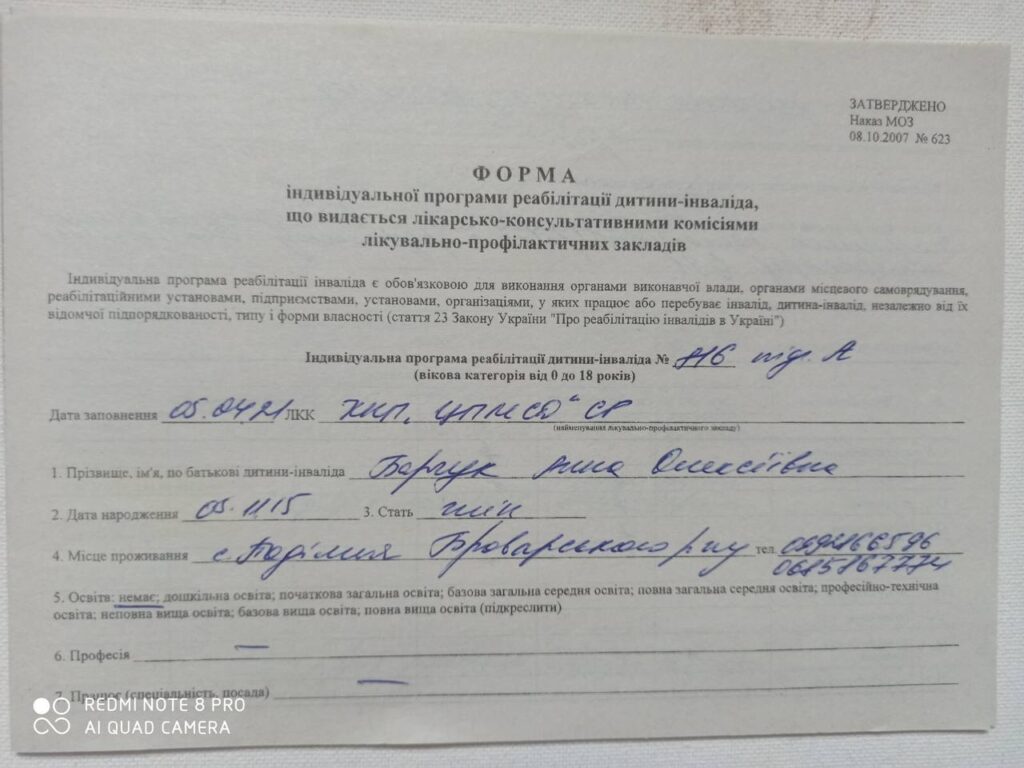 ЗАТВЕРДЖЕНО
Наказ МОЗ
08.10.2007 № 623
Ф О Р М А
індивідуальної програми реабілітації дитини-інваліда,
що видається лікарсько-консультативними комісіями
лікувально-профілактичних закладів
Індивідуальна програма реабілітації інваліда є обов'язковою для виконання органами виконавчої влади, органами місцевого самоврядування,
реабілітаційними установами, підприємствами, установами, організаціями, у яких працює або перебуває інвалід, дитина-інвалід, незалежно від їх
відомчої підпорядкованості, типу і форми власності (стаття 23 Закону України "Про реабілітацію інвалідів в Україні")
Індивідуальна програма реабілітації дитини-інваліда № під. А
(вікова категорія від 0 до 18 років)
Дата заповнення 05.04.21 ЛКК
(найменування лікувально-профілактичного закладу)
1. Прізвище, ім'я, по батькові дитини-інваліда Барчук Анна Олексіївна
2. Дата народження 05.11.15 3. Стать жін
4. Місце проживання с. Броварського р-ну тел.
5. Освіта: немає; дошкільна освіта; початкова загальна освіта; базова загальна середня освіта; повна загальна середня освіта; професійно-технічна
освіта; неповна вища освіта; базова вища освіта; повна вища освіта (підкреслити)
6. Професія —
7. Працює (спеціальність, посада) —
REDMI NOTE 8 PRO
AI QUAD CAMERA